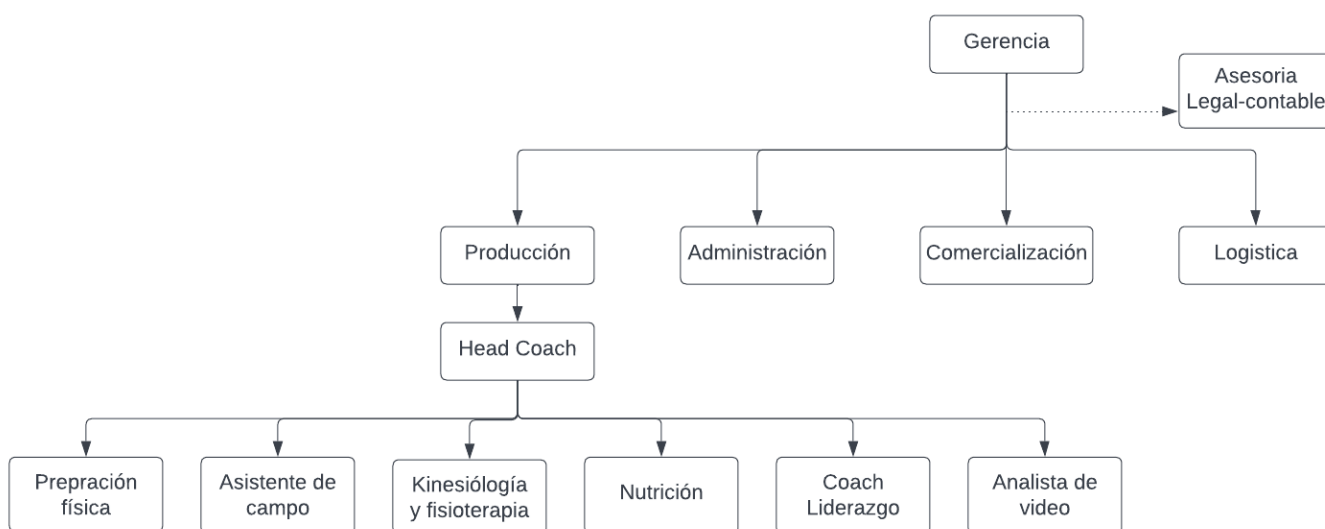 Gerencia
Asesoria
Legal-contable
Producción
Administración
Comercialización
Logistica
Head Coach
Prepración
física
Asistente de
campo
Kinesiólogía
y fisioterapia
Nutrición
Coach
Liderazgo
Analista de
video